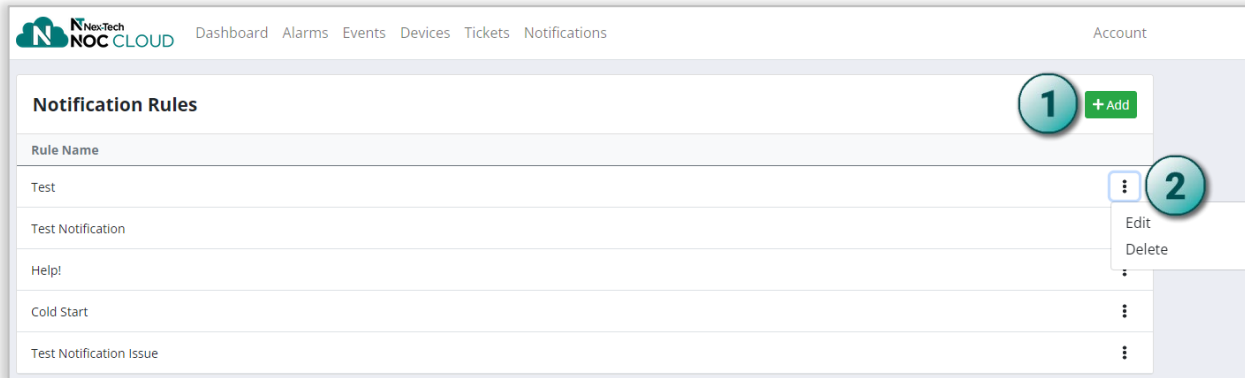 N Nex-Tech
NOC CLOUD Dashboard Alarms Events Devices Tickets Notifications Account
Notification Rules 1 + Add
Rule Name
Test 2
Test Notification Edit
Delete
Help!
Cold Start
Test Notification Issue